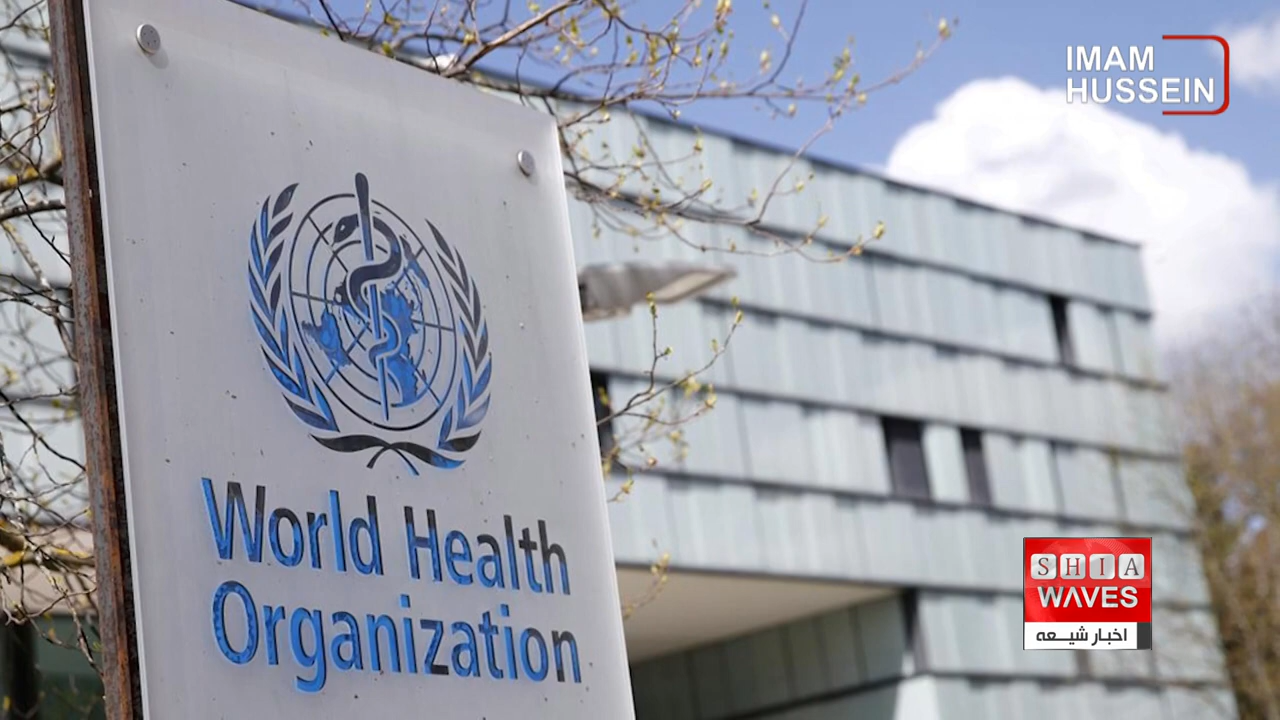 IMAM
HUSSEIN
World Health
Organization
SHIA
WAVES
اخبار شیعه